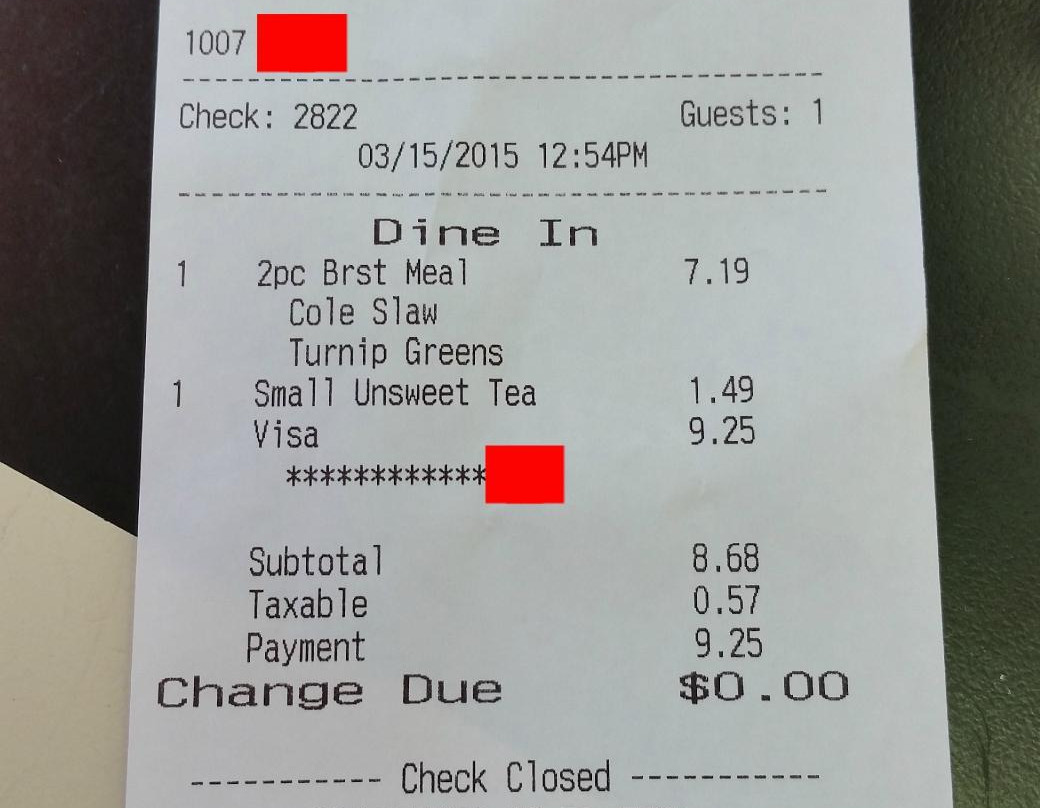 1007
--------------------------------------
Check: 2822 Guests: 1
03/15/2015 12:54PM
--------------------------------------
Dine In
1 2pc Brst Meal 7.19
Cole Slaw
Turnip Greens
1 Small Unsweet Tea 1.49
Visa 9.25
************
Subtotal 8.68
Taxable 0.57
Payment 9.25
Change Due $0.00
----------- Check Closed -----------